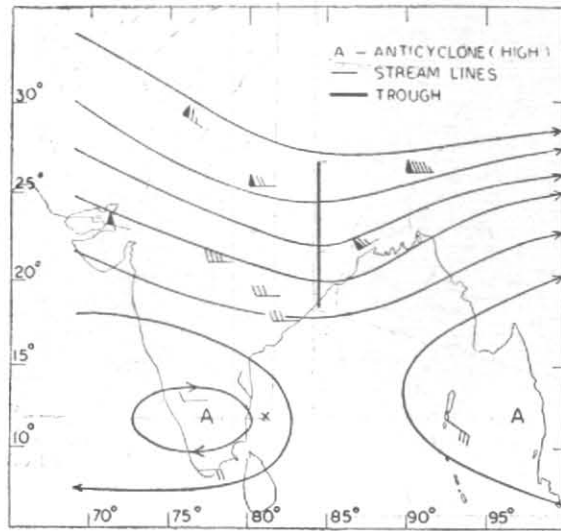 A – ANTICYCLONE (HIGH)
— STREAM LINES
— TROUGH
30°
25°
20°
15°
10°
A
x
A
70°
75°
80°
85°
90°
95°